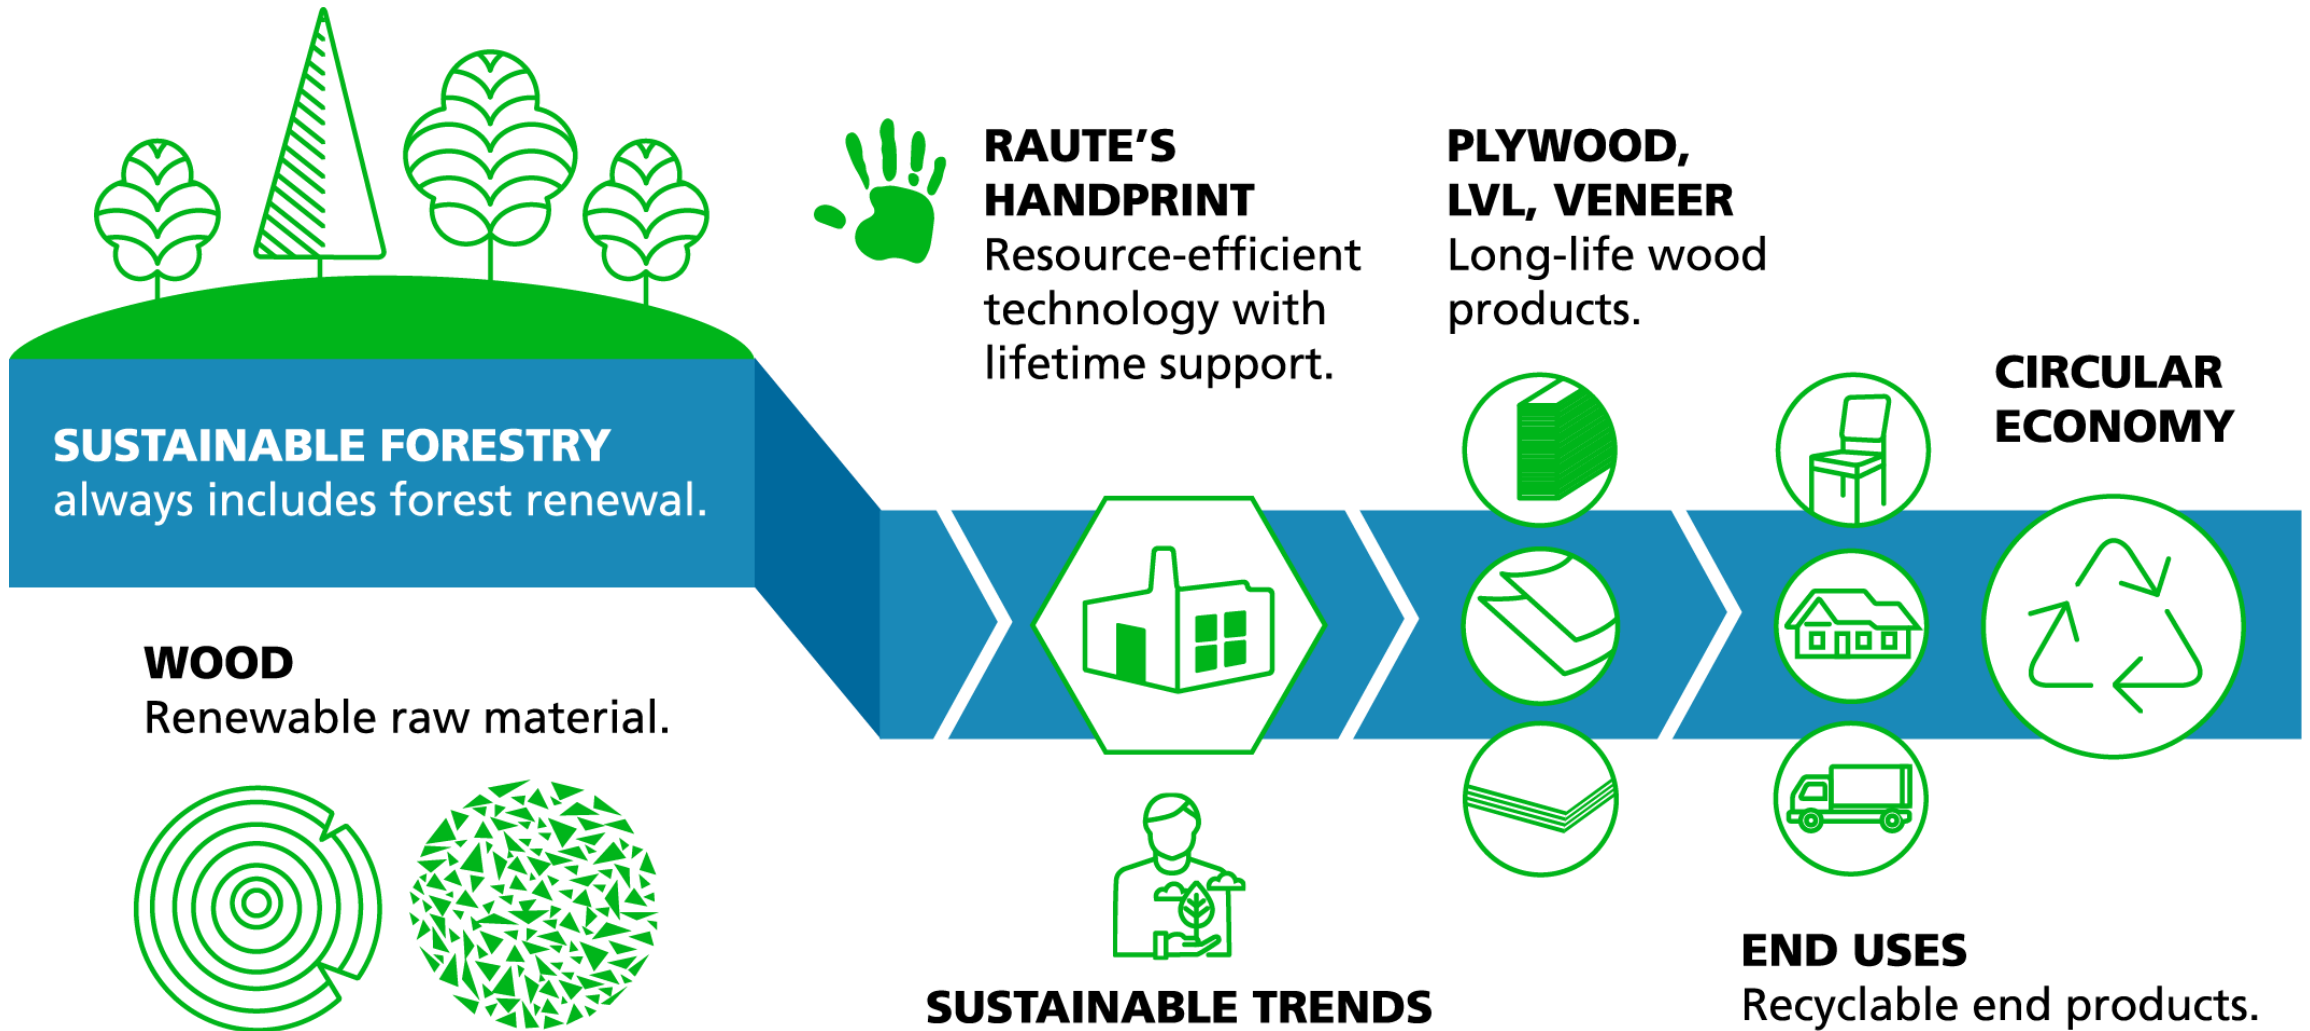 SUSTAINABLE FORESTRY
always includes forest renewal.
WOOD
Renewable raw material.
RAUTE’S
HANDPRINT
Resource-efficient
technology with
lifetime support.
SUSTAINABLE TRENDS
PLYWOOD,
LVL, VENEER
Long-life wood
products.
END USES
Recyclable end products.
CIRCULAR
ECONOMY